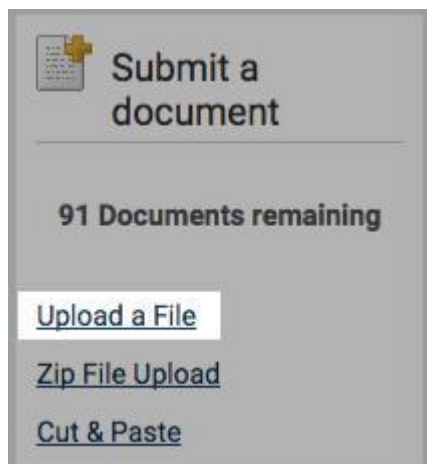 Submit a
document
91 Documents remaining
Upload a File
Zip File Upload
Cut & Paste